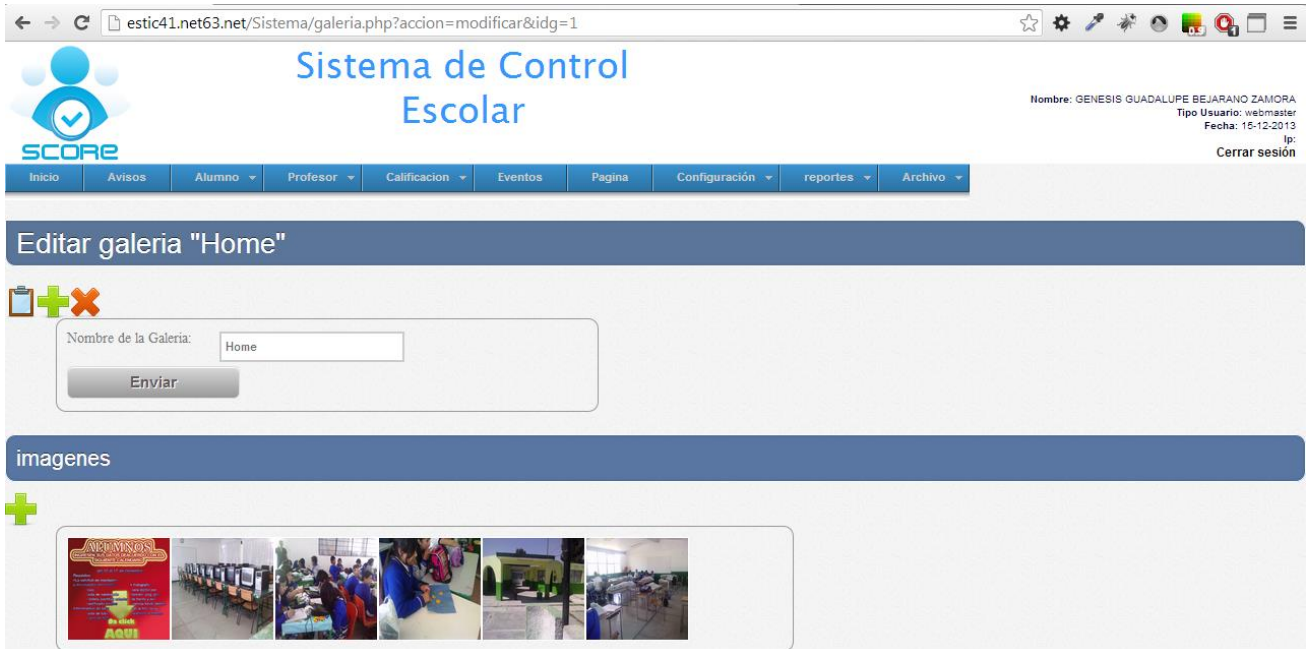 estic41.net63.net/Sistema/galeria.php?accion=modificar&idg=1
Sistema de Control
Escolar
score
Nombre: GENESIS GUADALUPE BEJARANO ZAMORA
Tipo Usuario: webmaster
Fecha: 15-12-2013
Ip:
Cerrar sesión
Inicio Avisos Alumno Profesor Calificacion Eventos Pagina Configuración reportes Archivo
Editar galeria "Home"
Nombre de la Galeria: Home
Enviar
imagenes
ALUMNOS
da click
AQUI